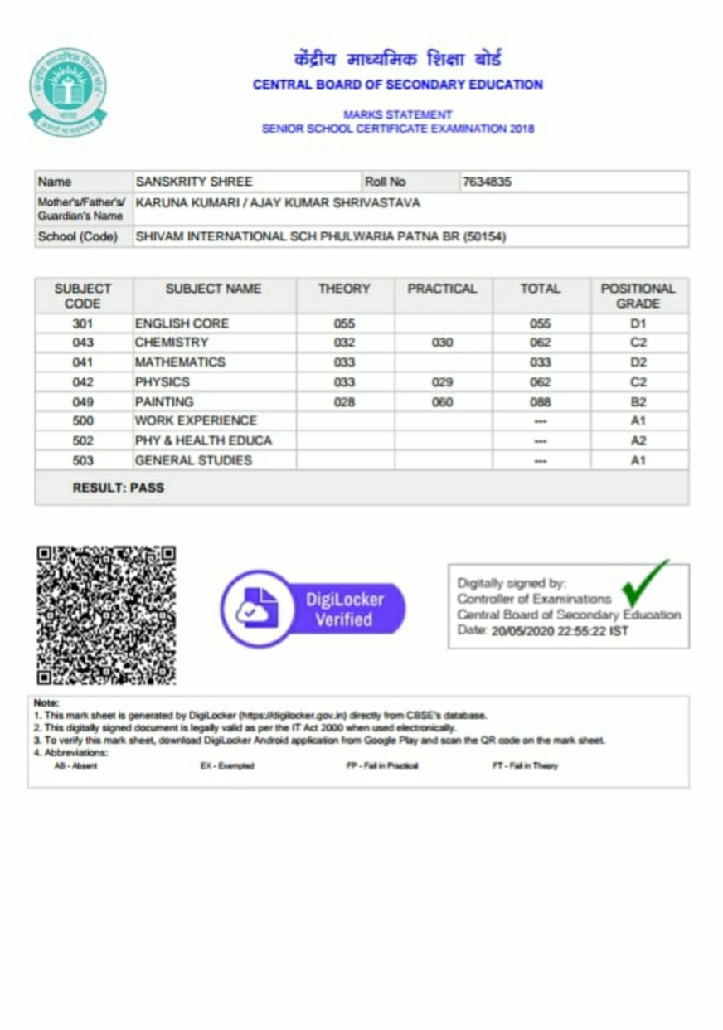 केंद्रीय माध्यमिक शिक्षा बोर्ड
CENTRAL BOARD OF SECONDARY EDUCATION
MARKS STATEMENT
SENIOR SCHOOL CERTIFICATE EXAMINATION 2018
भारत
Name SANSKRITY SHREE Roll No 7634835
Mother's/Father's/ Guardian's Name KARUNA KUMARI / AJAY KUMAR SHRIVASTAVA
School (Code) SHIVAM INTERNATIONAL SCH PHULWARIA PATNA BR (50154)
SUBJECT CODE SUBJECT NAME THEORY PRACTICAL TOTAL POSITIONAL GRADE
301 ENGLISH CORE 055 055 D1
043 CHEMISTRY 032 030 062 C2
041 MATHEMATICS 033 033 D2
042 PHYSICS 033 029 062 C2
049 PAINTING 028 060 088 B2
500 WORK EXPERIENCE --- A1
502 PHY & HEALTH EDUCA --- A2
503 GENERAL STUDIES --- A1
RESULT: PASS
DigiLocker
Verified
Digitally signed by:
Controller of Examinations
Central Board of Secondary Education
Date: 20/05/2020 22:55:22 IST
Note:
1. This mark sheet is generated by DigiLocker (https://digilocker.gov.in) directly from CBSE's database.
2. This digitally signed document is legally valid as per the IT Act 2000 when used electronically.
3. To verify this mark sheet, download DigiLocker Android application from Google Play and scan the QR code on the mark sheet.
4. Abbreviations:
AB - Absent EX - Exempted FP - Fail in Practical FT - Fail in Theory